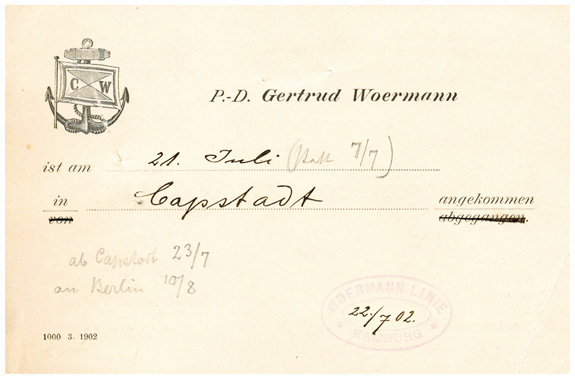 C W
P.-D. Gertrud Woermann
ist am 21. Juli (statt 7/7)
in Capstadt angekommen
von abgegangen.
ab Capstadt 23/7
an Berlin 10/8
WOERMANN-LINIE
22./7 02.
HAMBURG
1000 3. 1902